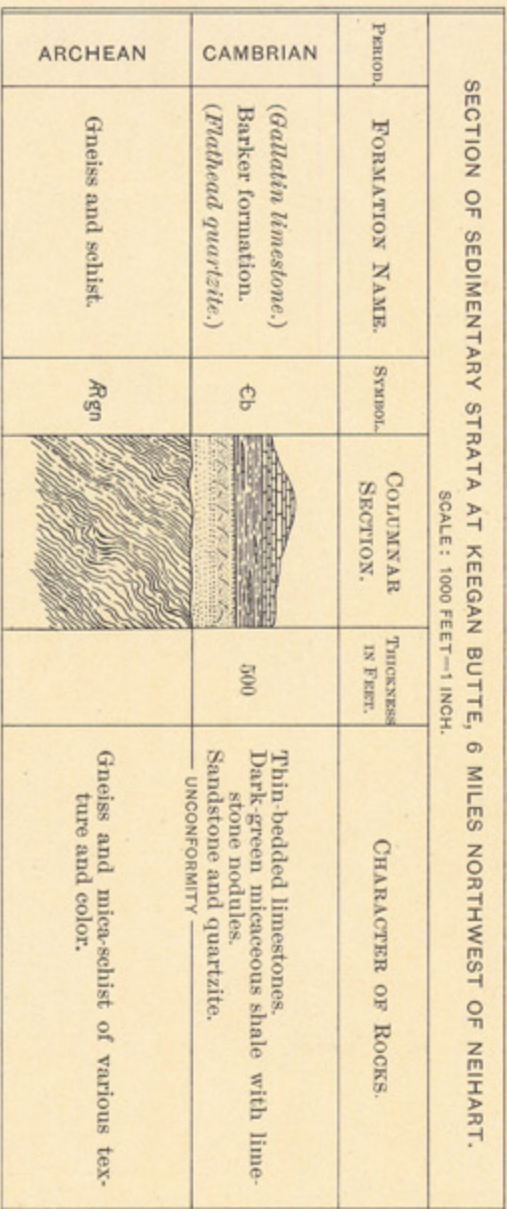 SECTION OF SEDIMENTARY STRATA AT KEEGAN BUTTE, 6 MILES NORTHWEST OF NEIHART.
SCALE: 1000 FEET=1 INCH.
PERIOD.
FORMATION NAME.
SYMBOL.
COLUMNAR
SECTION.
THICKNESS
IN FEET.
CHARACTER OF ROCKS.
CAMBRIAN
(Gallatin limestone.)
Barker formation.
(Flathead quartzite.)
Ꞓb
500
Thin-bedded limestones.
Dark-green micaceous shale with lime-
stone nodules.
Sandstone and quartzite.
UNCONFORMITY
ARCHEAN
Gneiss and schist.
ÆRgn
Gneiss and mica-schist of various tex-
ture and color.